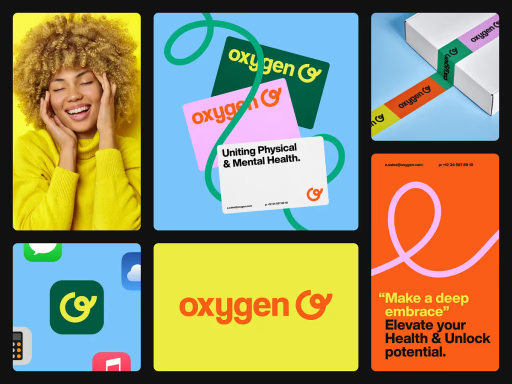 oxygen
oxygen
Uniting Physical
& Mental Health.
oxygen
oxygen
oxygen
oxygen
"Make a deep
embrace"
Elevate your
Health & Unlock
potential.